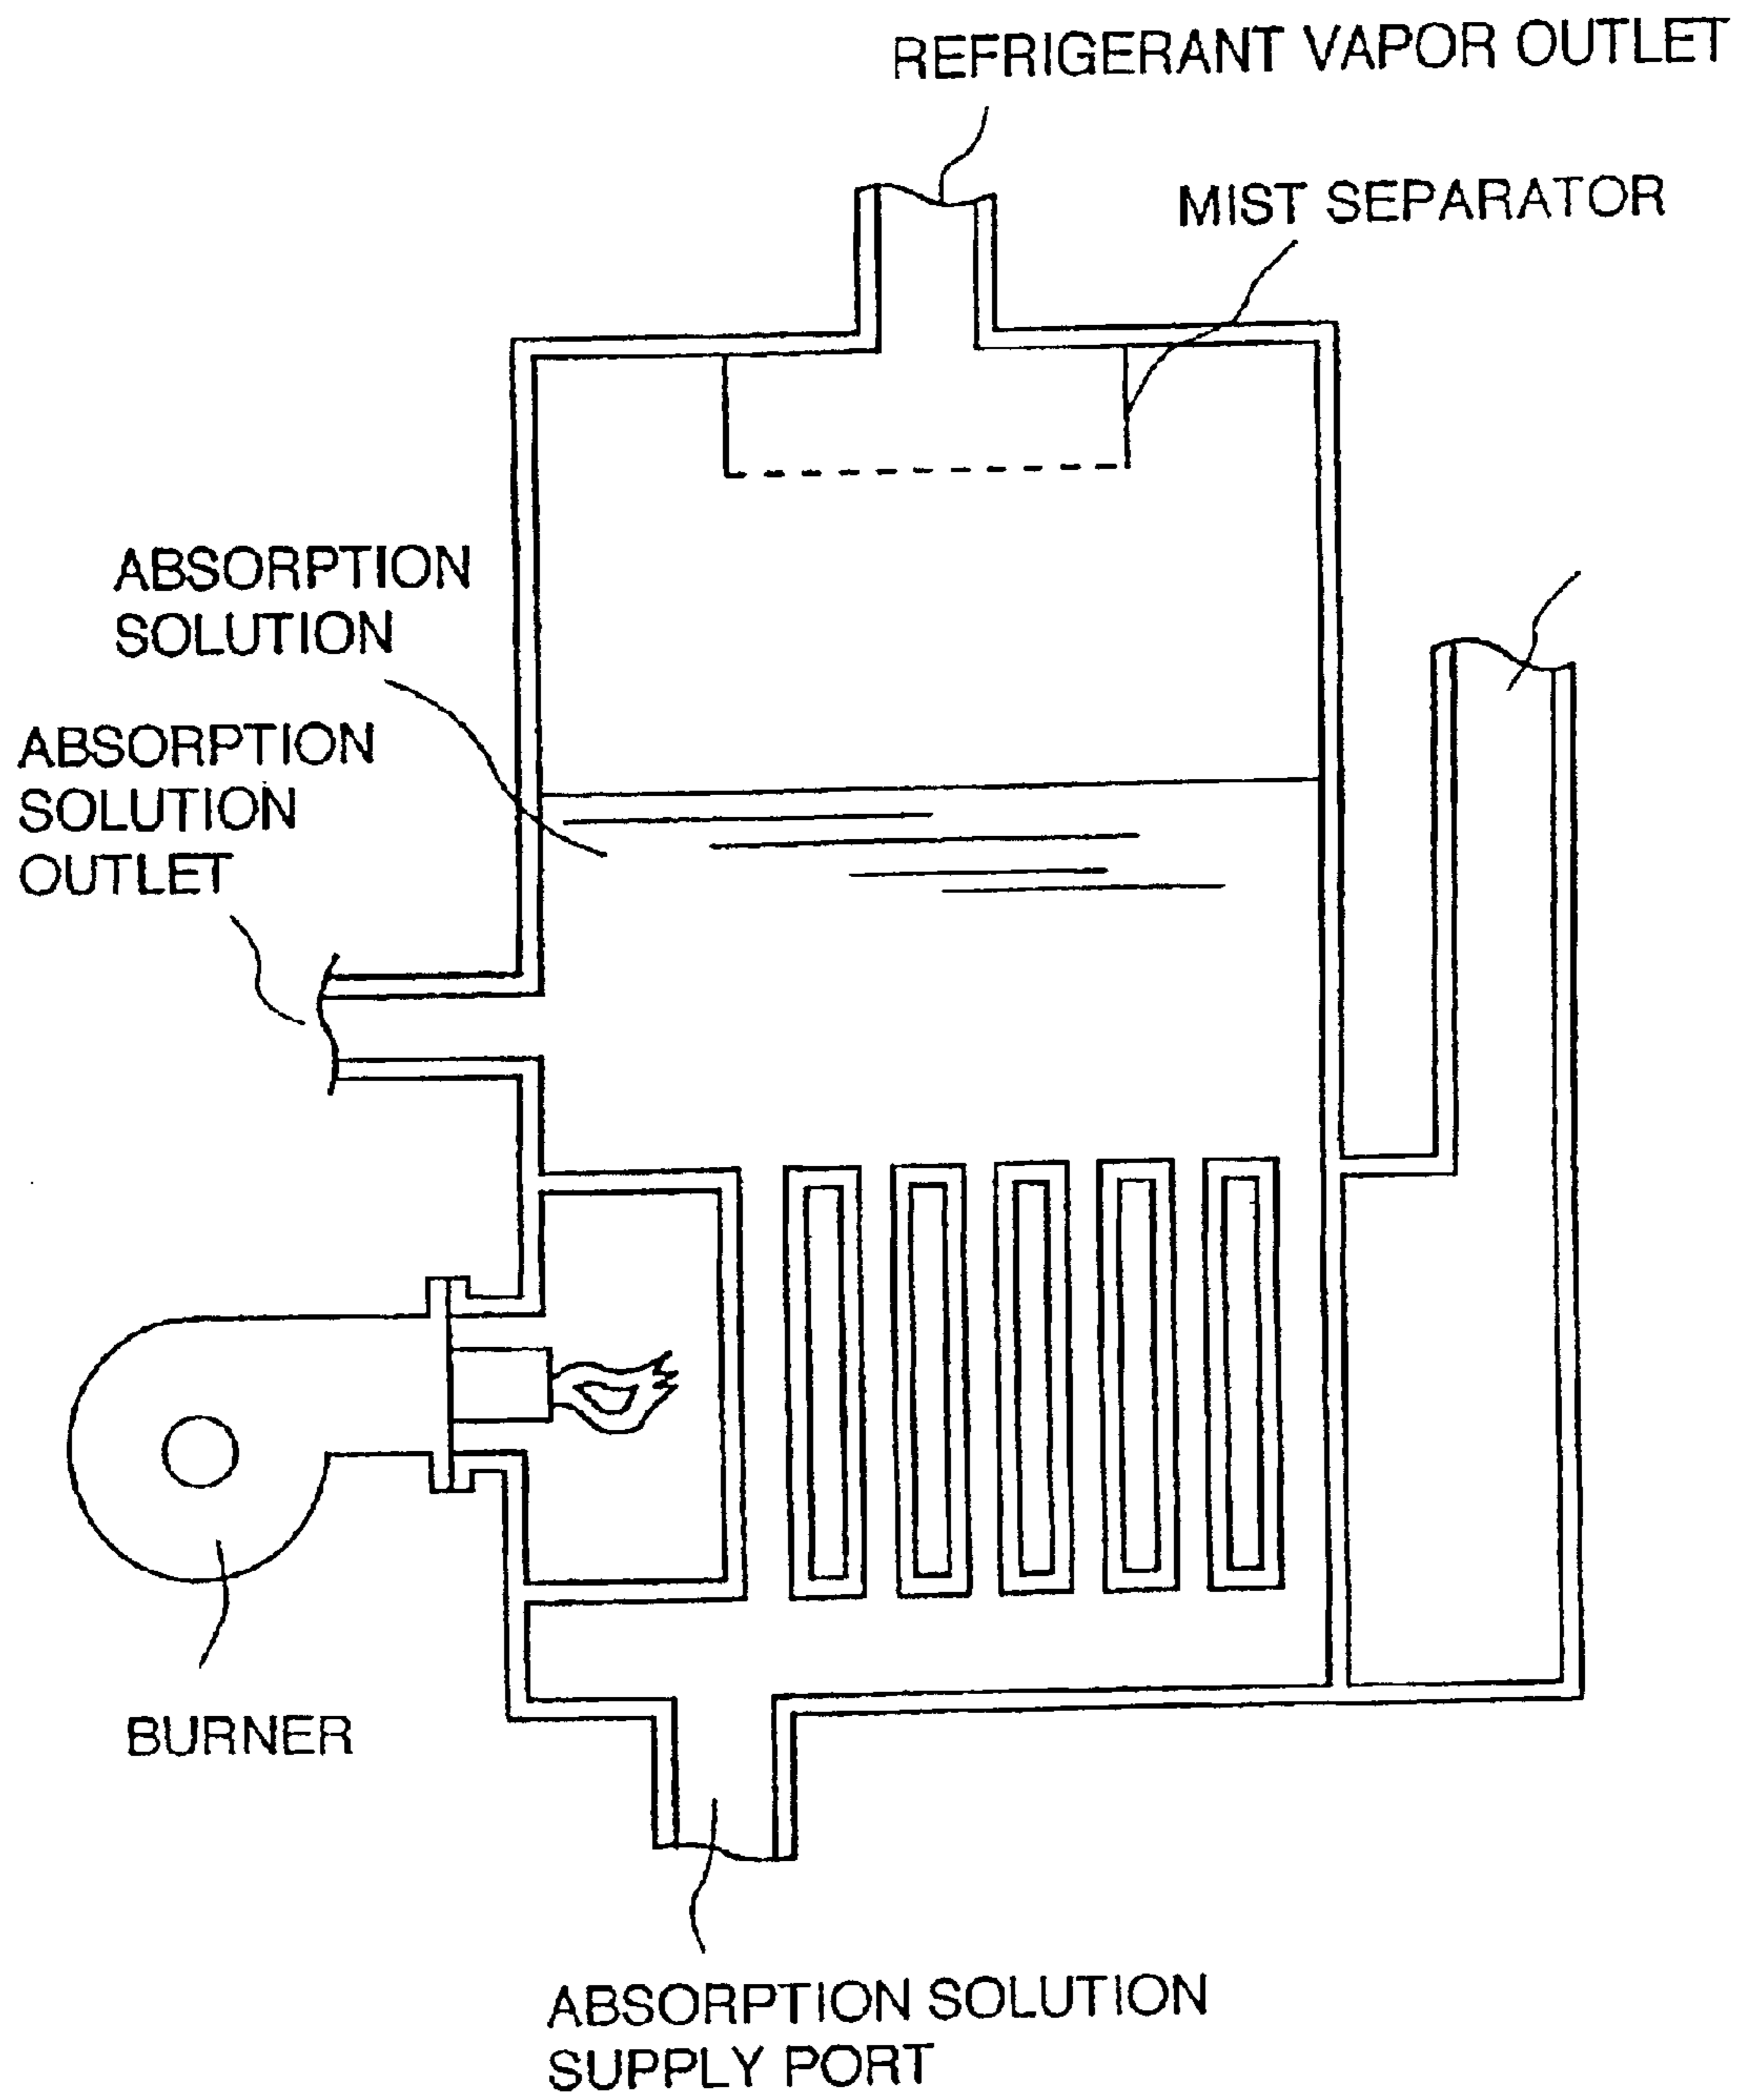 REFRIGERANT VAPOR OUTLET
MIST SEPARATOR
ABSORPTION
SOLUTION
ABSORPTION
SOLUTION
OUTLET
BURNER
ABSORPTION SOLUTION
SUPPLY PORT